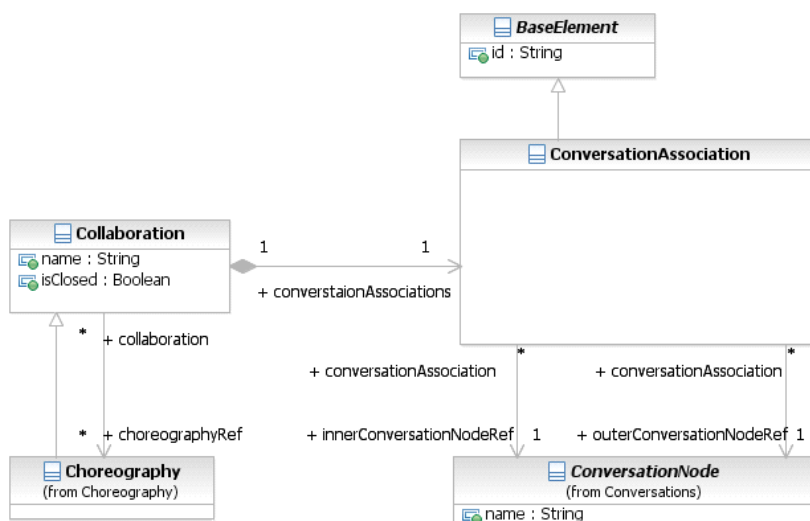 BaseElement
id : String
ConversationAssociation
Collaboration
name : String
isClosed : Boolean
1 1
+ converstaionAssociations
* + collaboration
* + choreographyRef
+ conversationAssociation *
+ conversationAssociation *
+ innerConversationNodeRef 1
+ outerConversationNodeRef 1
Choreography
(from Choreography)
ConversationNode
(from Conversations)
name : String